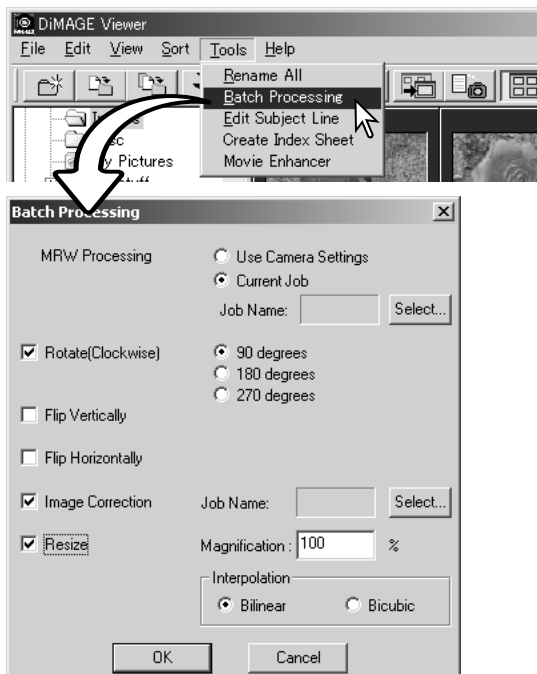 DiMAGE Viewer
File Edit View Sort Tools Help
Rename All
Batch Processing
Edit Subject Line
Create Index Sheet
Movie Enhancer
Pictures
Batch Processing
MRW Processing Use Camera Settings
Current Job
Job Name: Select...
Rotate(Clockwise) 90 degrees
180 degrees
270 degrees
Flip Vertically
Flip Horizontally
Image Correction Job Name: Select...
Resize Magnification : 100 %
Interpolation
Bilinear Bicubic
OK Cancel